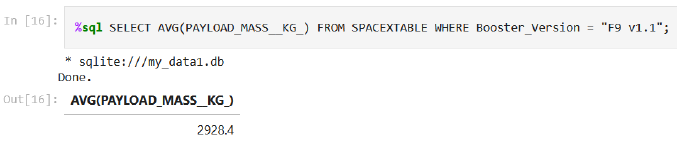 In [16]: %sql SELECT AVG(PAYLOAD_MASS__KG_) FROM SPACEXTABLE WHERE Booster_Version = "F9 v1.1";
* sqlite:///my_data1.db
Done.
Out[16]: AVG(PAYLOAD_MASS__KG_)
2928.4